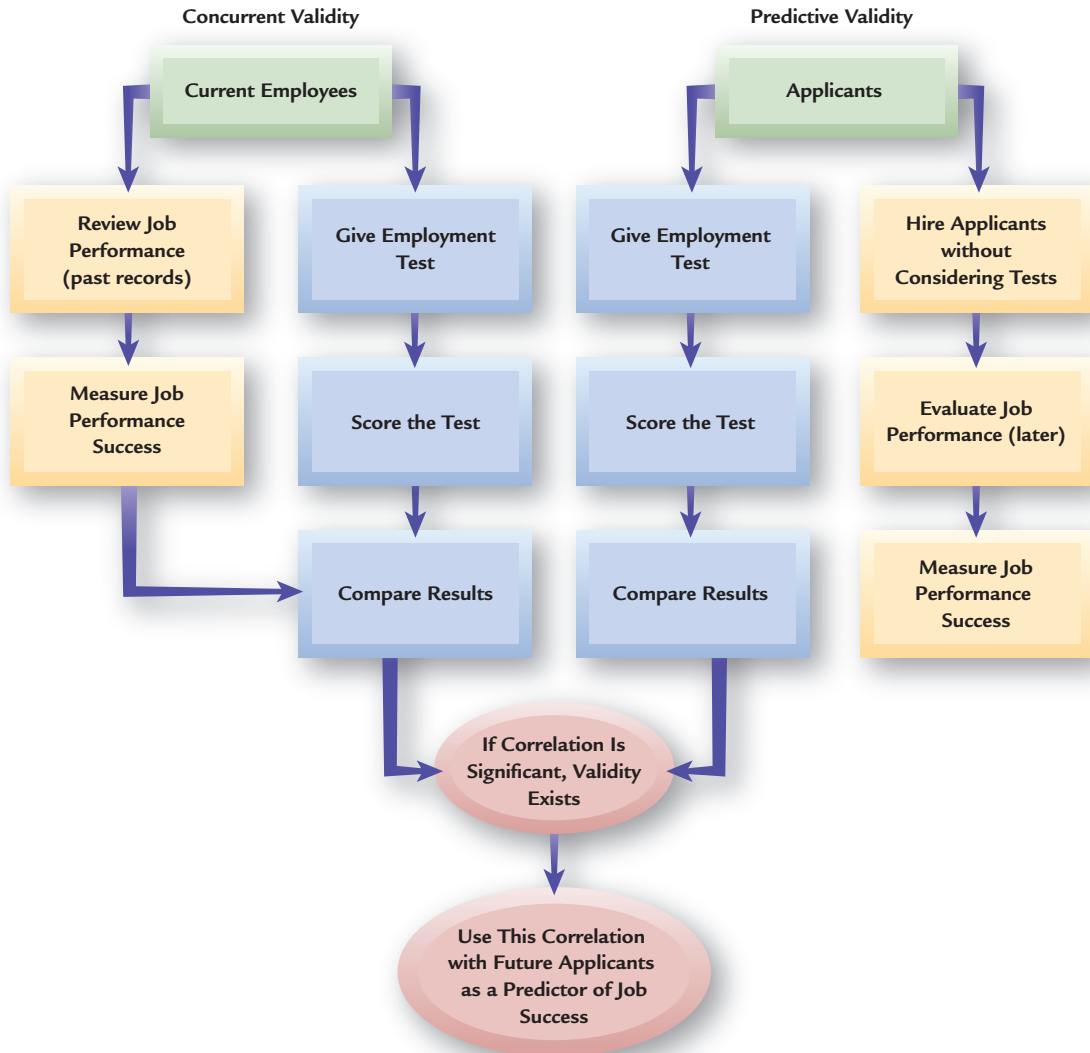 Concurrent Validity
Predictive Validity
Current Employees
Applicants
Review Job
Performance
(past records)
Give Employment
Test
Give Employment
Test
Hire Applicants
without
Considering Tests
Measure Job
Performance
Success
Score the Test
Score the Test
Evaluate Job
Performance (later)
Compare Results
Compare Results
Measure Job
Performance
Success
If Correlation Is
Significant, Validity
Exists
Use This Correlation
with Future Applicants
as a Predictor of Job
Success